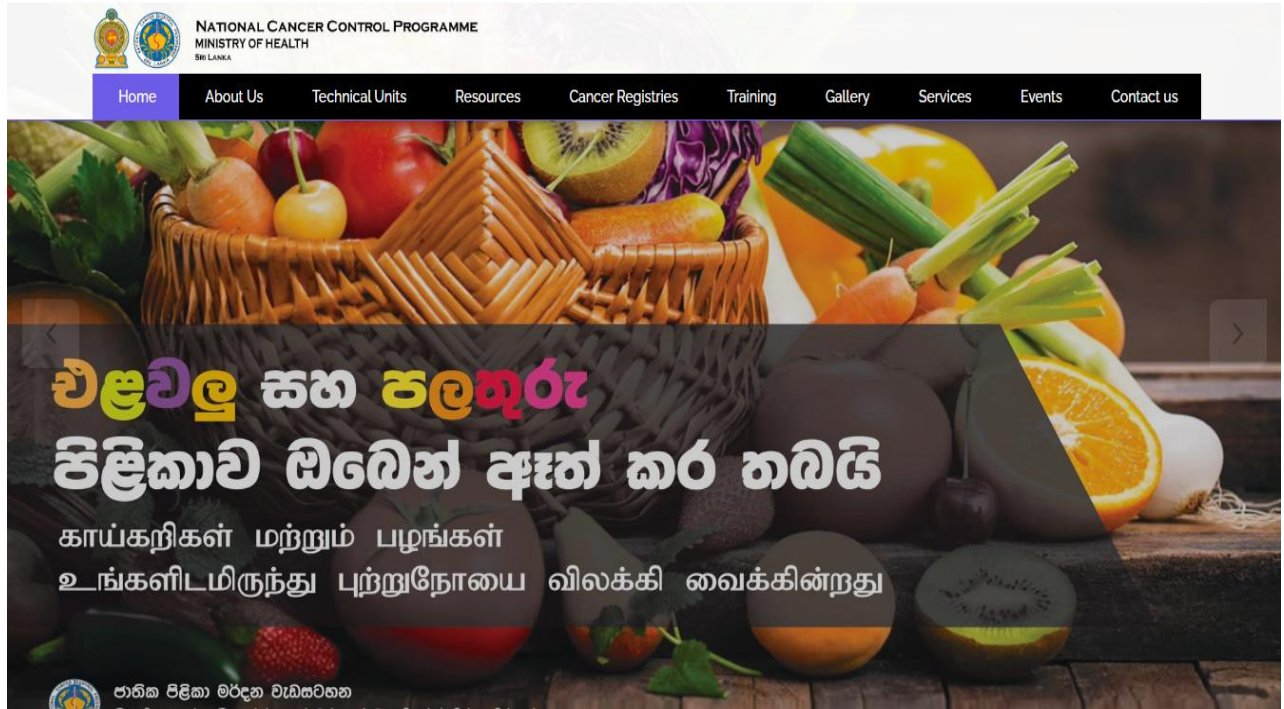 NATIONAL CANCER CONTROL PROGRAMME
MINISTRY OF HEALTH
SRI LANKA
Home About Us Technical Units Resources Cancer Registries Training Gallery Services Events Contact us
එළවලු සහ පලතුරු
පිළිකාව ඔබෙන් ඈත් කර තබයි
காய்கறிகள் மற்றும் பழங்கள்
உங்களிடமிருந்து புற்றுநோயை விலக்கி வைக்கின்றது
ජාතික පිළිකා මර්දන වැඩසටහන